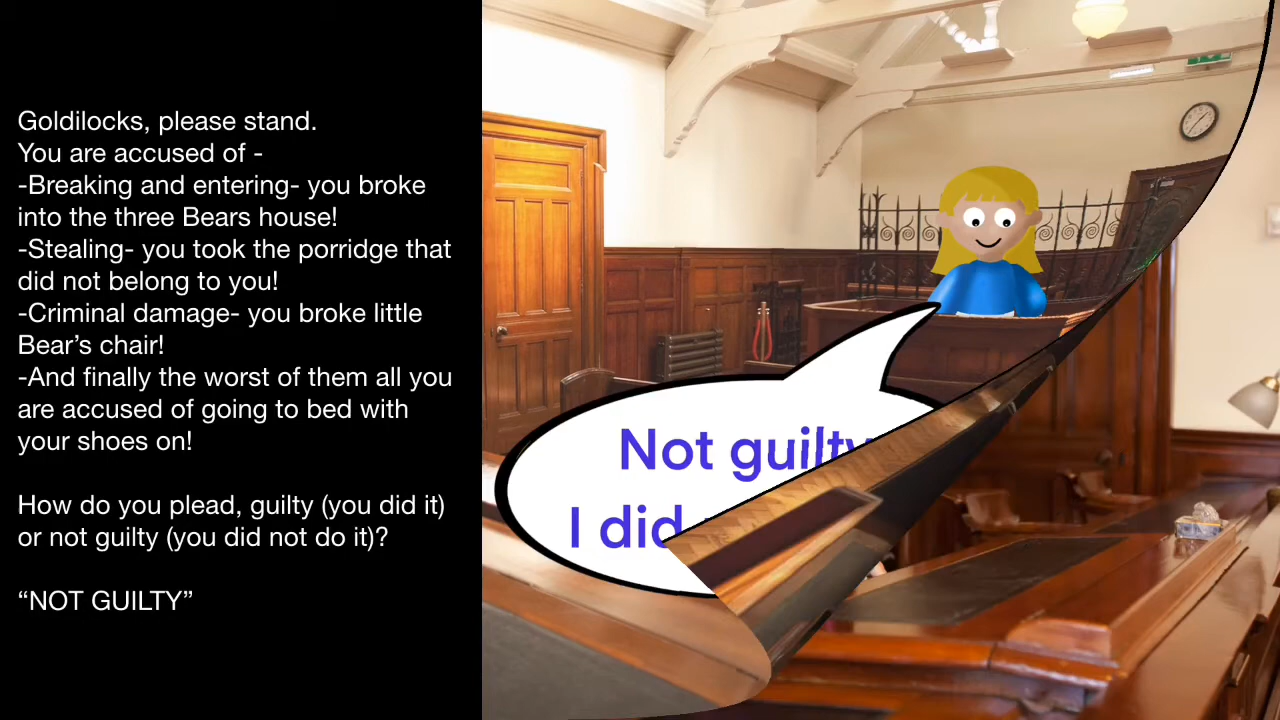 Goldilocks, please stand.
You are accused of -
-Breaking and entering- you broke
into the three Bears house!
-Stealing- you took the porridge that
did not belong to you!
-Criminal damage- you broke little
Bear’s chair!
-And finally the worst of them all you
are accused of going to bed with
your shoes on!
How do you plead, guilty (you did it)
or not guilty (you did not do it)?
“NOT GUILTY”
Not guilty
I did